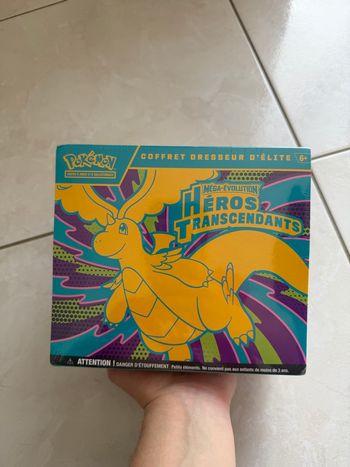 POKÉMON
COFFRET DRESSEUR D'ÉLITE 6+
MÉGA-ÉVOLUTION
HÉROS
TRANSCENDANTS
ATTENTION ! DANGER D'ÉTOUFFEMENT. Petits éléments. Ne convient pas aux enfants de moins de 3 ans.